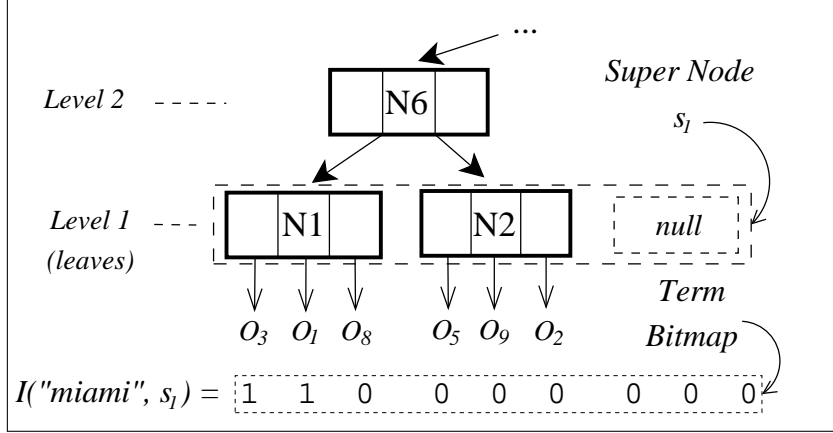 ...
Super Node
s1
Level 2
N6
Level 1
(leaves)
N1
N2
null
O3 O1 O8 O5 O9 O2
Term
Bitmap
I("miami", s1) = 1 1 0 0 0 0 0 0 0